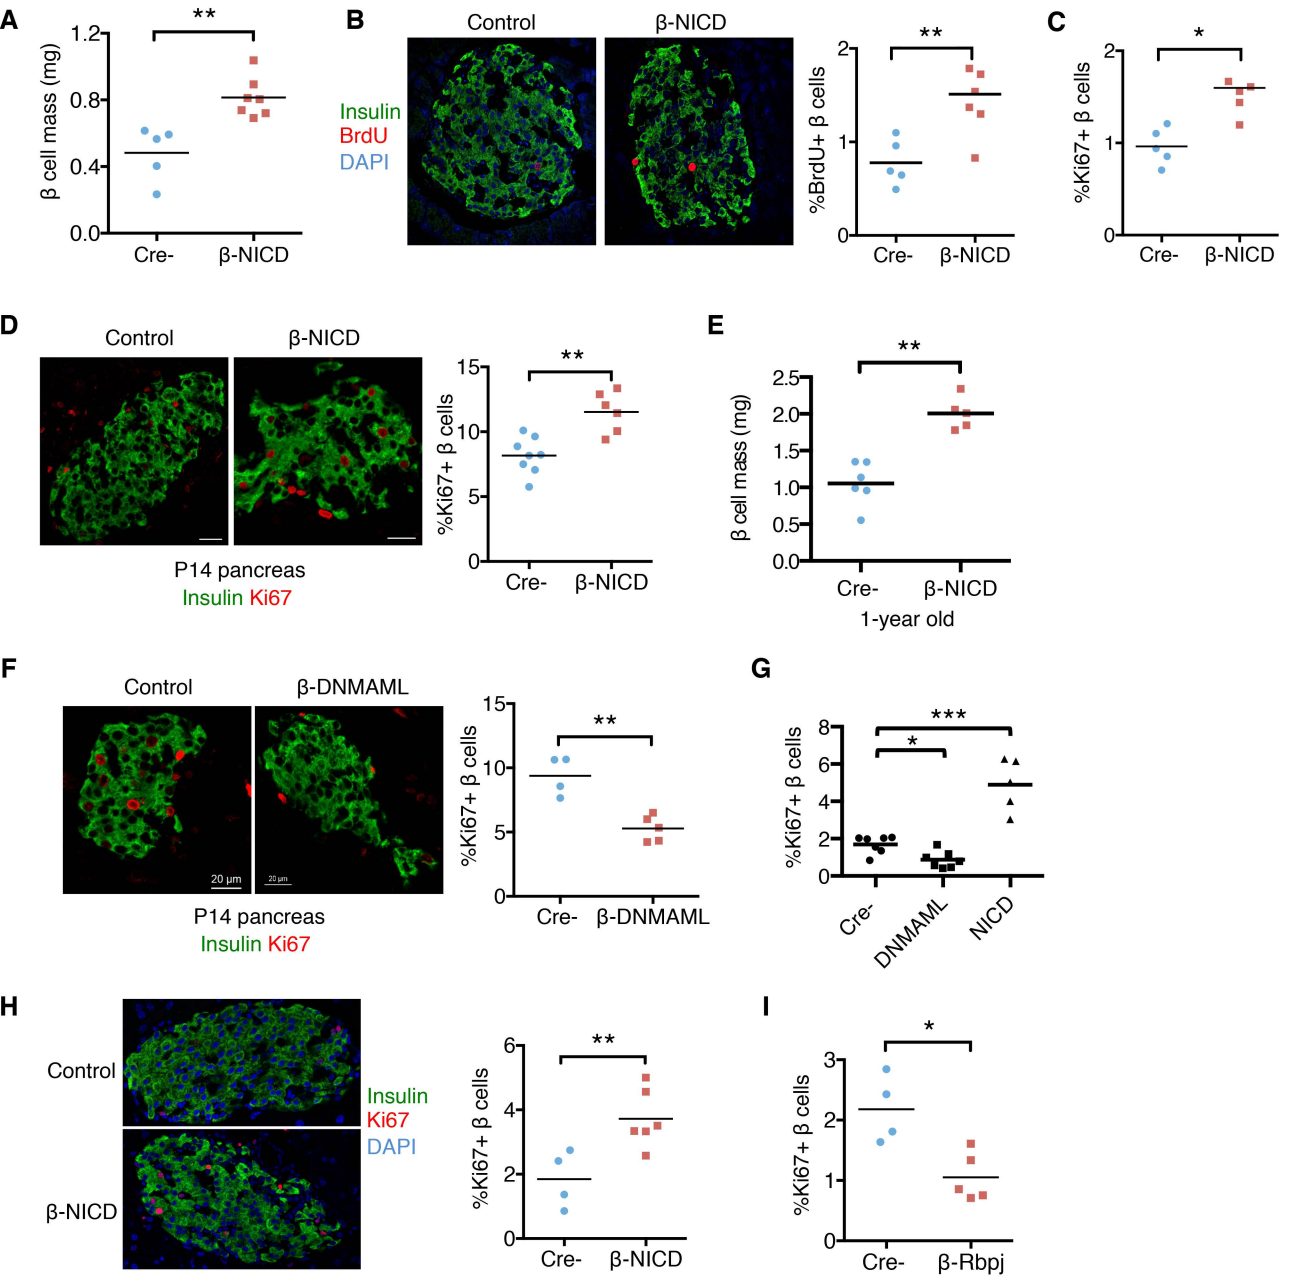 A
**
β cell mass (mg)
1.2
0.8
0.4
0.0
Cre-
β-NICD
B
Control
β-NICD
Insulin
BrdU
DAPI
**
%BrdU+ β cells
2
1
0
Cre-
β-NICD
C
*
%Ki67+ β cells
2
1
0
Cre-
β-NICD
D
Control
β-NICD
P14 pancreas
Insulin Ki67
**
%Ki67+ β cells
15
10
5
0
Cre-
β-NICD
E
**
β cell mass (mg)
2.5
2.0
1.5
1.0
0.5
0.0
Cre-
β-NICD
1-year old
F
Control
β-DNMAML
20 μm
20 μm
P14 pancreas
Insulin Ki67
**
%Ki67+ β cells
15
10
5
0
Cre-
β-DNMAML
G
***
*
%Ki67+ β cells
8
6
4
2
0
Cre-
DNMAML
NICD
H
Control
β-NICD
Insulin
Ki67
DAPI
**
%Ki67+ β cells
6
4
2
0
Cre-
β-NICD
I
*
%Ki67+ β cells
3
2
1
0
Cre-
β-Rbpj